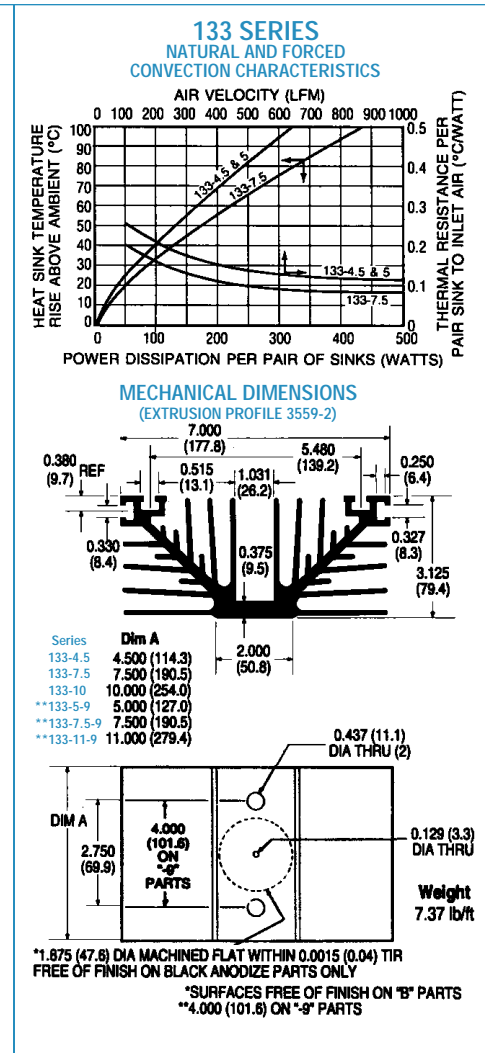 133 SERIES
NATURAL AND FORCED
CONVECTION CHARACTERISTICS
AIR VELOCITY (LFM)
0 100 200 300 400 500 600 700 800 900 1000
HEAT SINK TEMPERATURE
RISE ABOVE AMBIENT (°C)
100
90
80
70
60
50
40
30
20
10
0
133-4.5 & 5
133-7.5
133-4.5 & 5
133-7.5
0.5
0.4
0.3
0.2
0.1
0
THERMAL RESISTANCE PER
PAIR SINK TO INLET AIR (°C/WATT)
0 100 200 300 400 500
POWER DISSIPATION PER PAIR OF SINKS (WATTS)
MECHANICAL DIMENSIONS
(EXTRUSION PROFILE 3559-2)
7.000
(177.8)
5.480
(139.2)
0.380
(9.7)
REF
0.515
(13.1)
1.031
(26.2)
0.250
(6.4)
0.330
(8.4)
0.375
(9.5)
0.327
(8.3)
3.125
(79.4)
2.000
(50.8)
Series Dim A
133-4.5 4.500 (114.3)
133-7.5 7.500 (190.5)
133-10 10.000 (254.0)
**133-5-9 5.000 (127.0)
**133-7.5-9 7.500 (190.5)
**133-11-9 11.000 (279.4)
0.437 (11.1)
DIA THRU (2)
DIM A
2.750
(69.9)
4.000
(101.6)
ON
"-9"
PARTS
0.129 (3.3)
DIA THRU
Weight
7.37 lb/ft
*1.875 (47.6) DIA MACHINED FLAT WITHIN 0.0015 (0.04) TIR
FREE OF FINISH ON BLACK ANODIZE PARTS ONLY
*SURFACES FREE OF FINISH ON "B" PARTS
**4.000 (101.6) ON "-9" PARTS